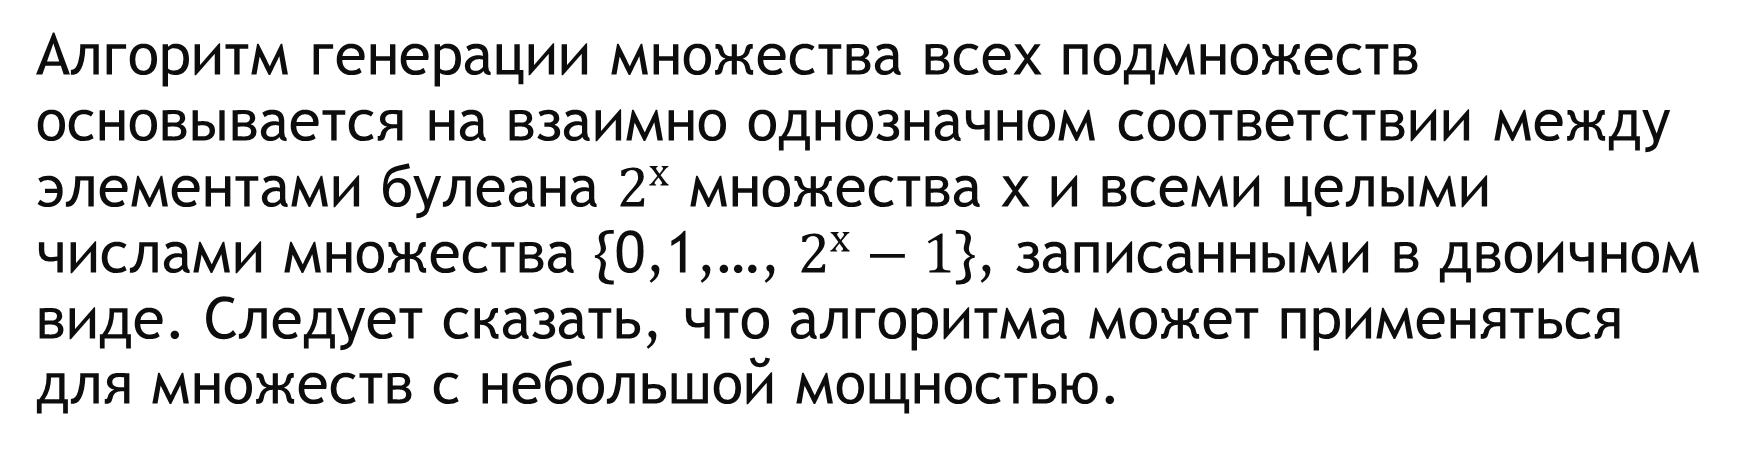 Алгоритм генерации множества всех подмножеств
основывается на взаимно однозначном соответствии между
элементами булеана 2ˣ множества x и всеми целыми
числами множества {0,1,…, 2ˣ − 1}, записанными в двоичном
виде. Следует сказать, что алгоритма может применяться
для множеств с небольшой мощностью.